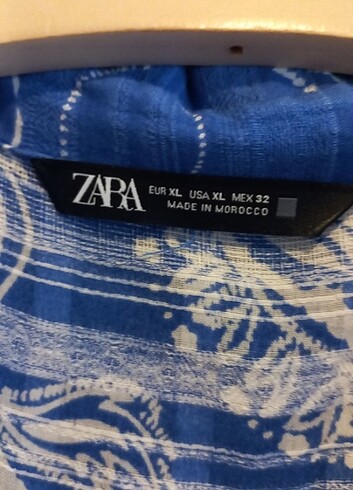 ZARA
EUR XL USA XL MEX 32
MADE IN MOROCCO